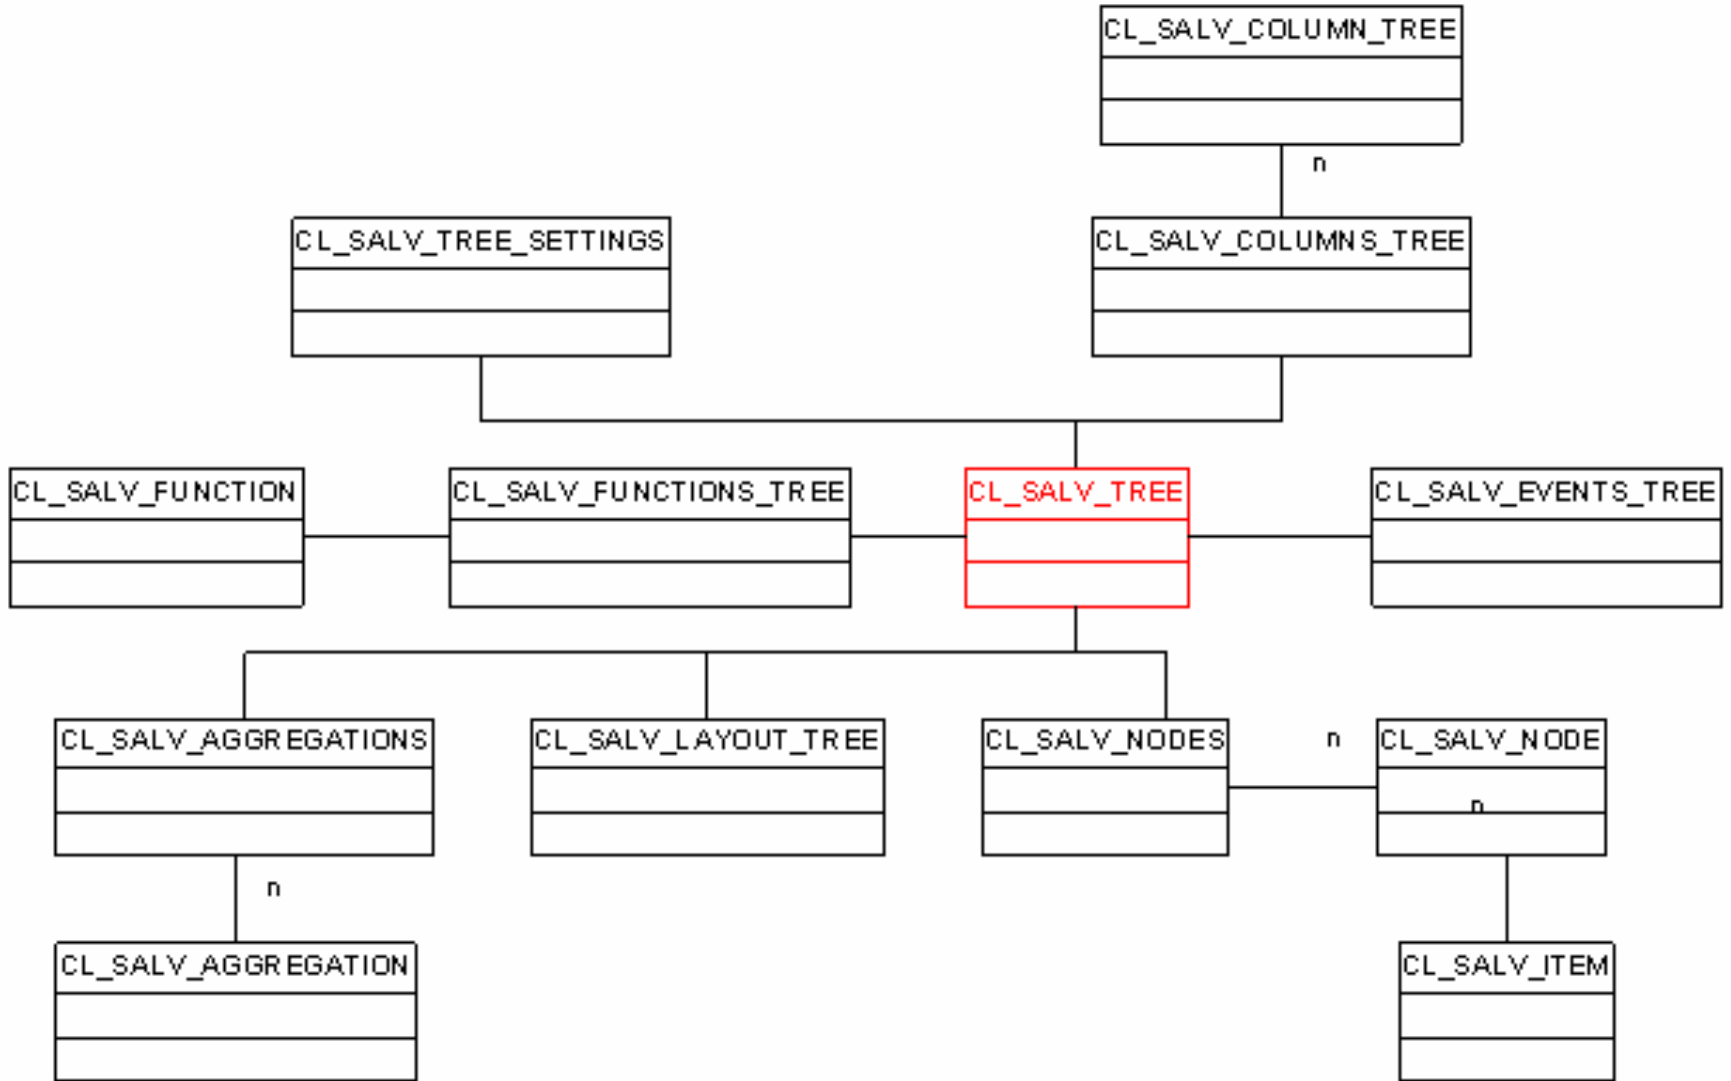 CL_SALV_COLUMN_TREE
n
CL_SALV_TREE_SETTINGS
CL_SALV_COLUMNS_TREE
CL_SALV_FUNCTION
CL_SALV_FUNCTIONS_TREE
CL_SALV_TREE
CL_SALV_EVENTS_TREE
CL_SALV_AGGREGATIONS
CL_SALV_LAYOUT_TREE
CL_SALV_NODES
n
CL_SALV_NODE
n
n
CL_SALV_AGGREGATION
CL_SALV_ITEM